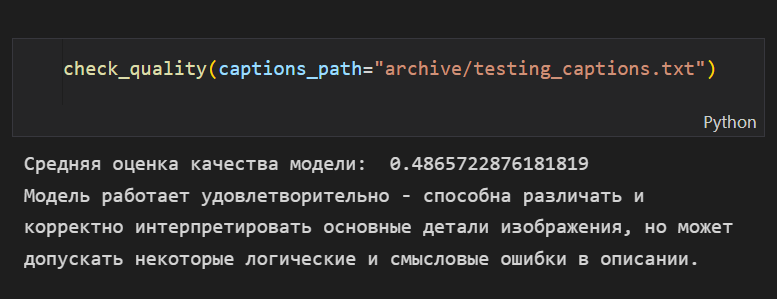 check_quality(captions_path="archive/testing_captions.txt")
Python
Средняя оценка качества модели:  0.4865722876181819
Модель работает удовлетворительно - способна различать и
корректно интерпретировать основные детали изображения, но может
допускать некоторые логические и смысловые ошибки в описании.